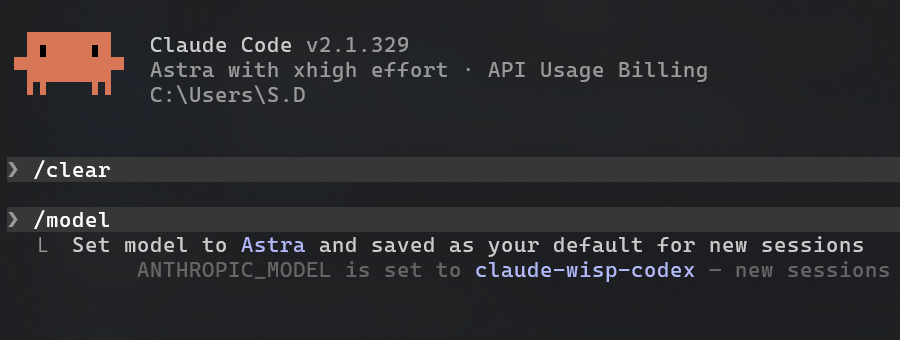 Claude Code v2.1.329
Astra with xhigh effort · API Usage Billing
C:\Users\S.D
❯ /clear
❯ /model
└ Set model to Astra and saved as your default for new sessions
ANTHROPIC_MODEL is set to claude-wisp-codex — new sessions